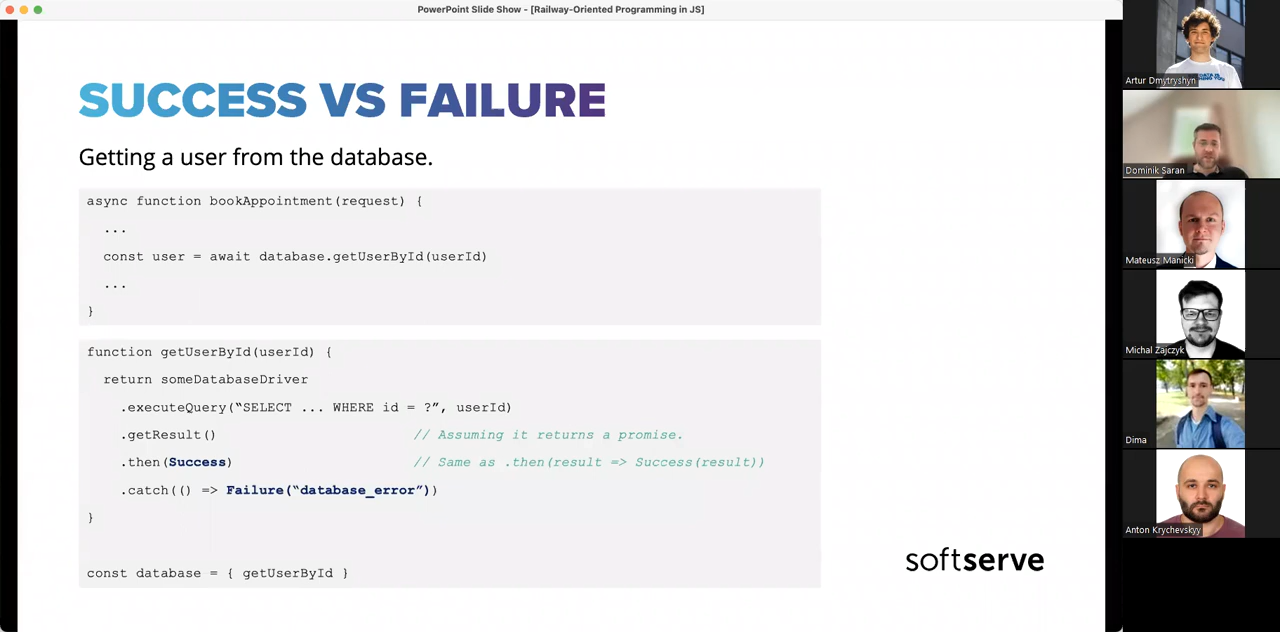 PowerPoint Slide Show - [Railway-Oriented Programming in JS]
SUCCESS VS FAILURE
Getting a user from the database.
async function bookAppointment(request) {
...
const user = await database.getUserById(userId)
...
}
function getUserById(userId) {
return someDatabaseDriver
.executeQuery(“SELECT ... WHERE id = ?”, userId)
.getResult() // Assuming it returns a promise.
.then(Success) // Same as .then(result => Success(result))
.catch(() => Failure(“database_error”))
}
const database = { getUserById }
softserve
Artur Dmytryshyn
Dominik Saran
Mateusz Manicki
Michal Zajczyk
Dima
Anton Krychevskyy